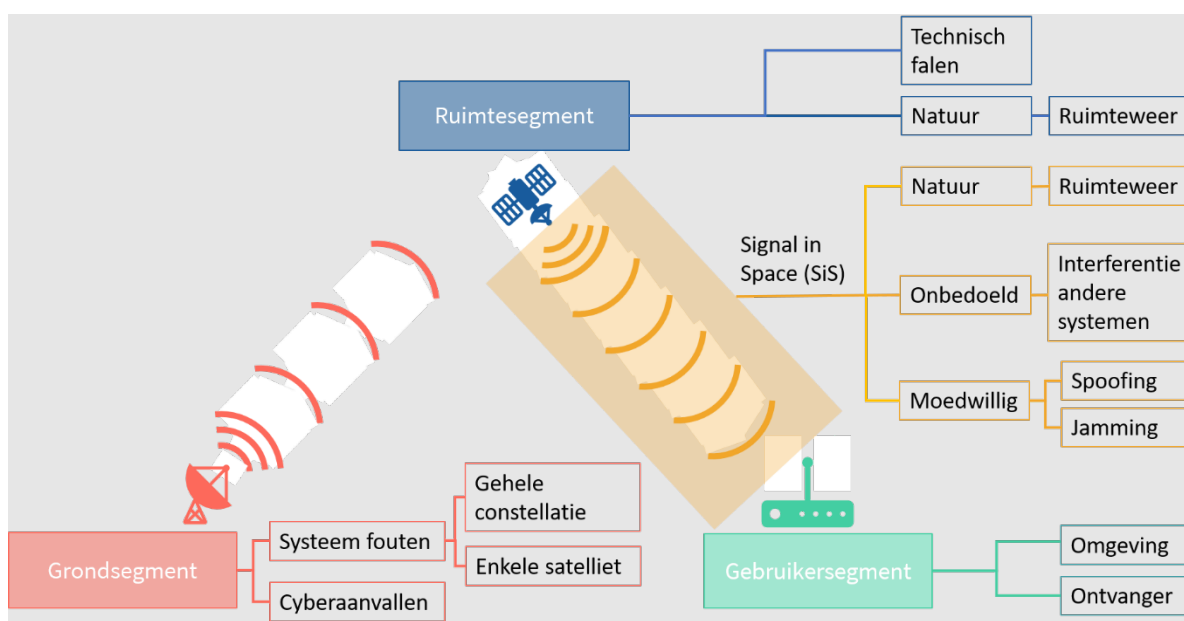 Technisch
falen
Ruimtesegment
Natuur
Ruimteweer
Natuur
Ruimteweer
Signal in
Space (SiS)
Onbedoeld
Interferentie
andere
systemen
Moedwillig
Spoofing
Jamming
Gehele
constellatie
Systeem fouten
Enkele satelliet
Grondsegment
Cyberaanvallen
Gebruikersegment
Omgeving
Ontvanger